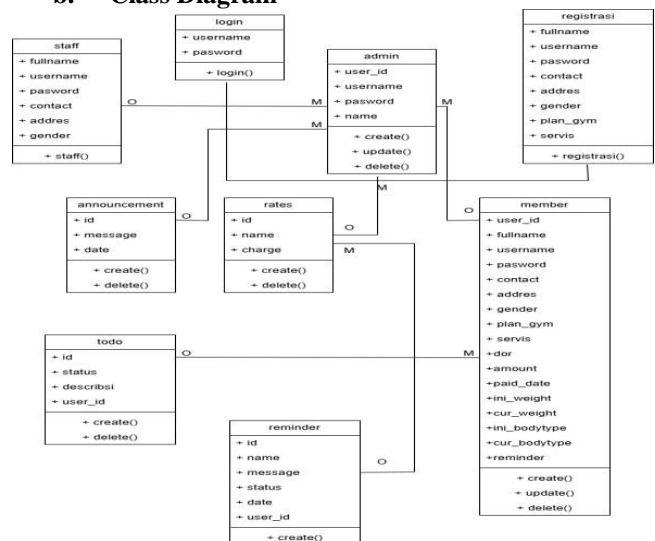 b. Class Diagram
login
+ username
+ pasword
+ login()
registrasi
+ fullname
+ username
+ pasword
+ contact
+ addres
+ gender
+ plan_gym
+ servis
+ registrasi()
staff
+ fullname
+ username
+ pasword
+ contact
+ addres
+ gender
+ staff()
admin
+ user_id
+ username
+ pasword
+ name
+ create()
+ update()
+ delete()
O
M
M
M
M
announcement
+ id
+ message
+ date
+ create()
+ delete()
O
rates
+ id
+ name
+ charge
+ create()
+ delete()
O
M
O
member
+ user_id
+ fullname
+ username
+ pasword
+ contact
+ addres
+ gender
+ plan_gym
+ servis
+dor
+amount
+paid_date
+ini_weight
+cur_weight
+ini_bodytype
+cur_bodytype
+reminder
+ create()
+ update()
+ delete()
todo
+ id
+ status
+ describsi
+ user_id
+ create()
+ delete()
O
M
reminder
+ id
+ name
+ message
+ status
+ date
+ user_id
+ create()
O